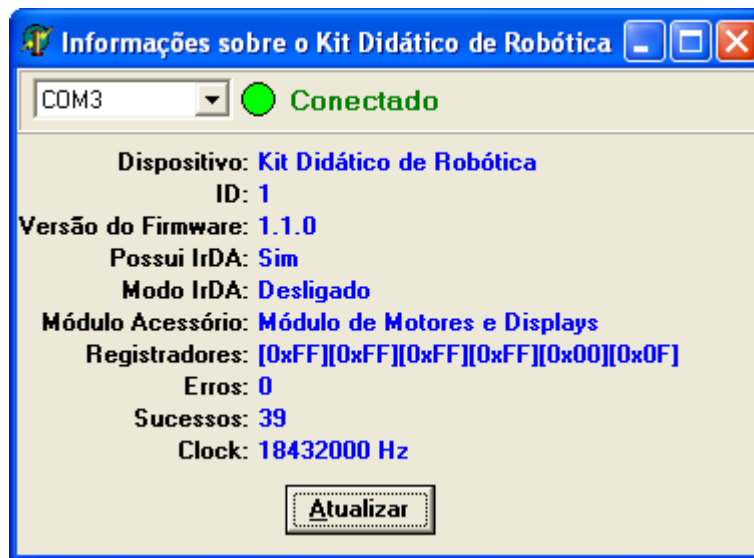 Informações sobre o Kit Didático de Robótica
COM3 Conectado
Dispositivo: Kit Didático de Robótica
ID: 1
Versão do Firmware: 1.1.0
Possui IrDA: Sim
Modo IrDA: Desligado
Módulo Acessório: Módulo de Motores e Displays
Registradores: [0xFF][0xFF][0xFF][0xFF][0x00][0x0F]
Erros: 0
Sucessos: 39
Clock: 18432000 Hz
Atualizar